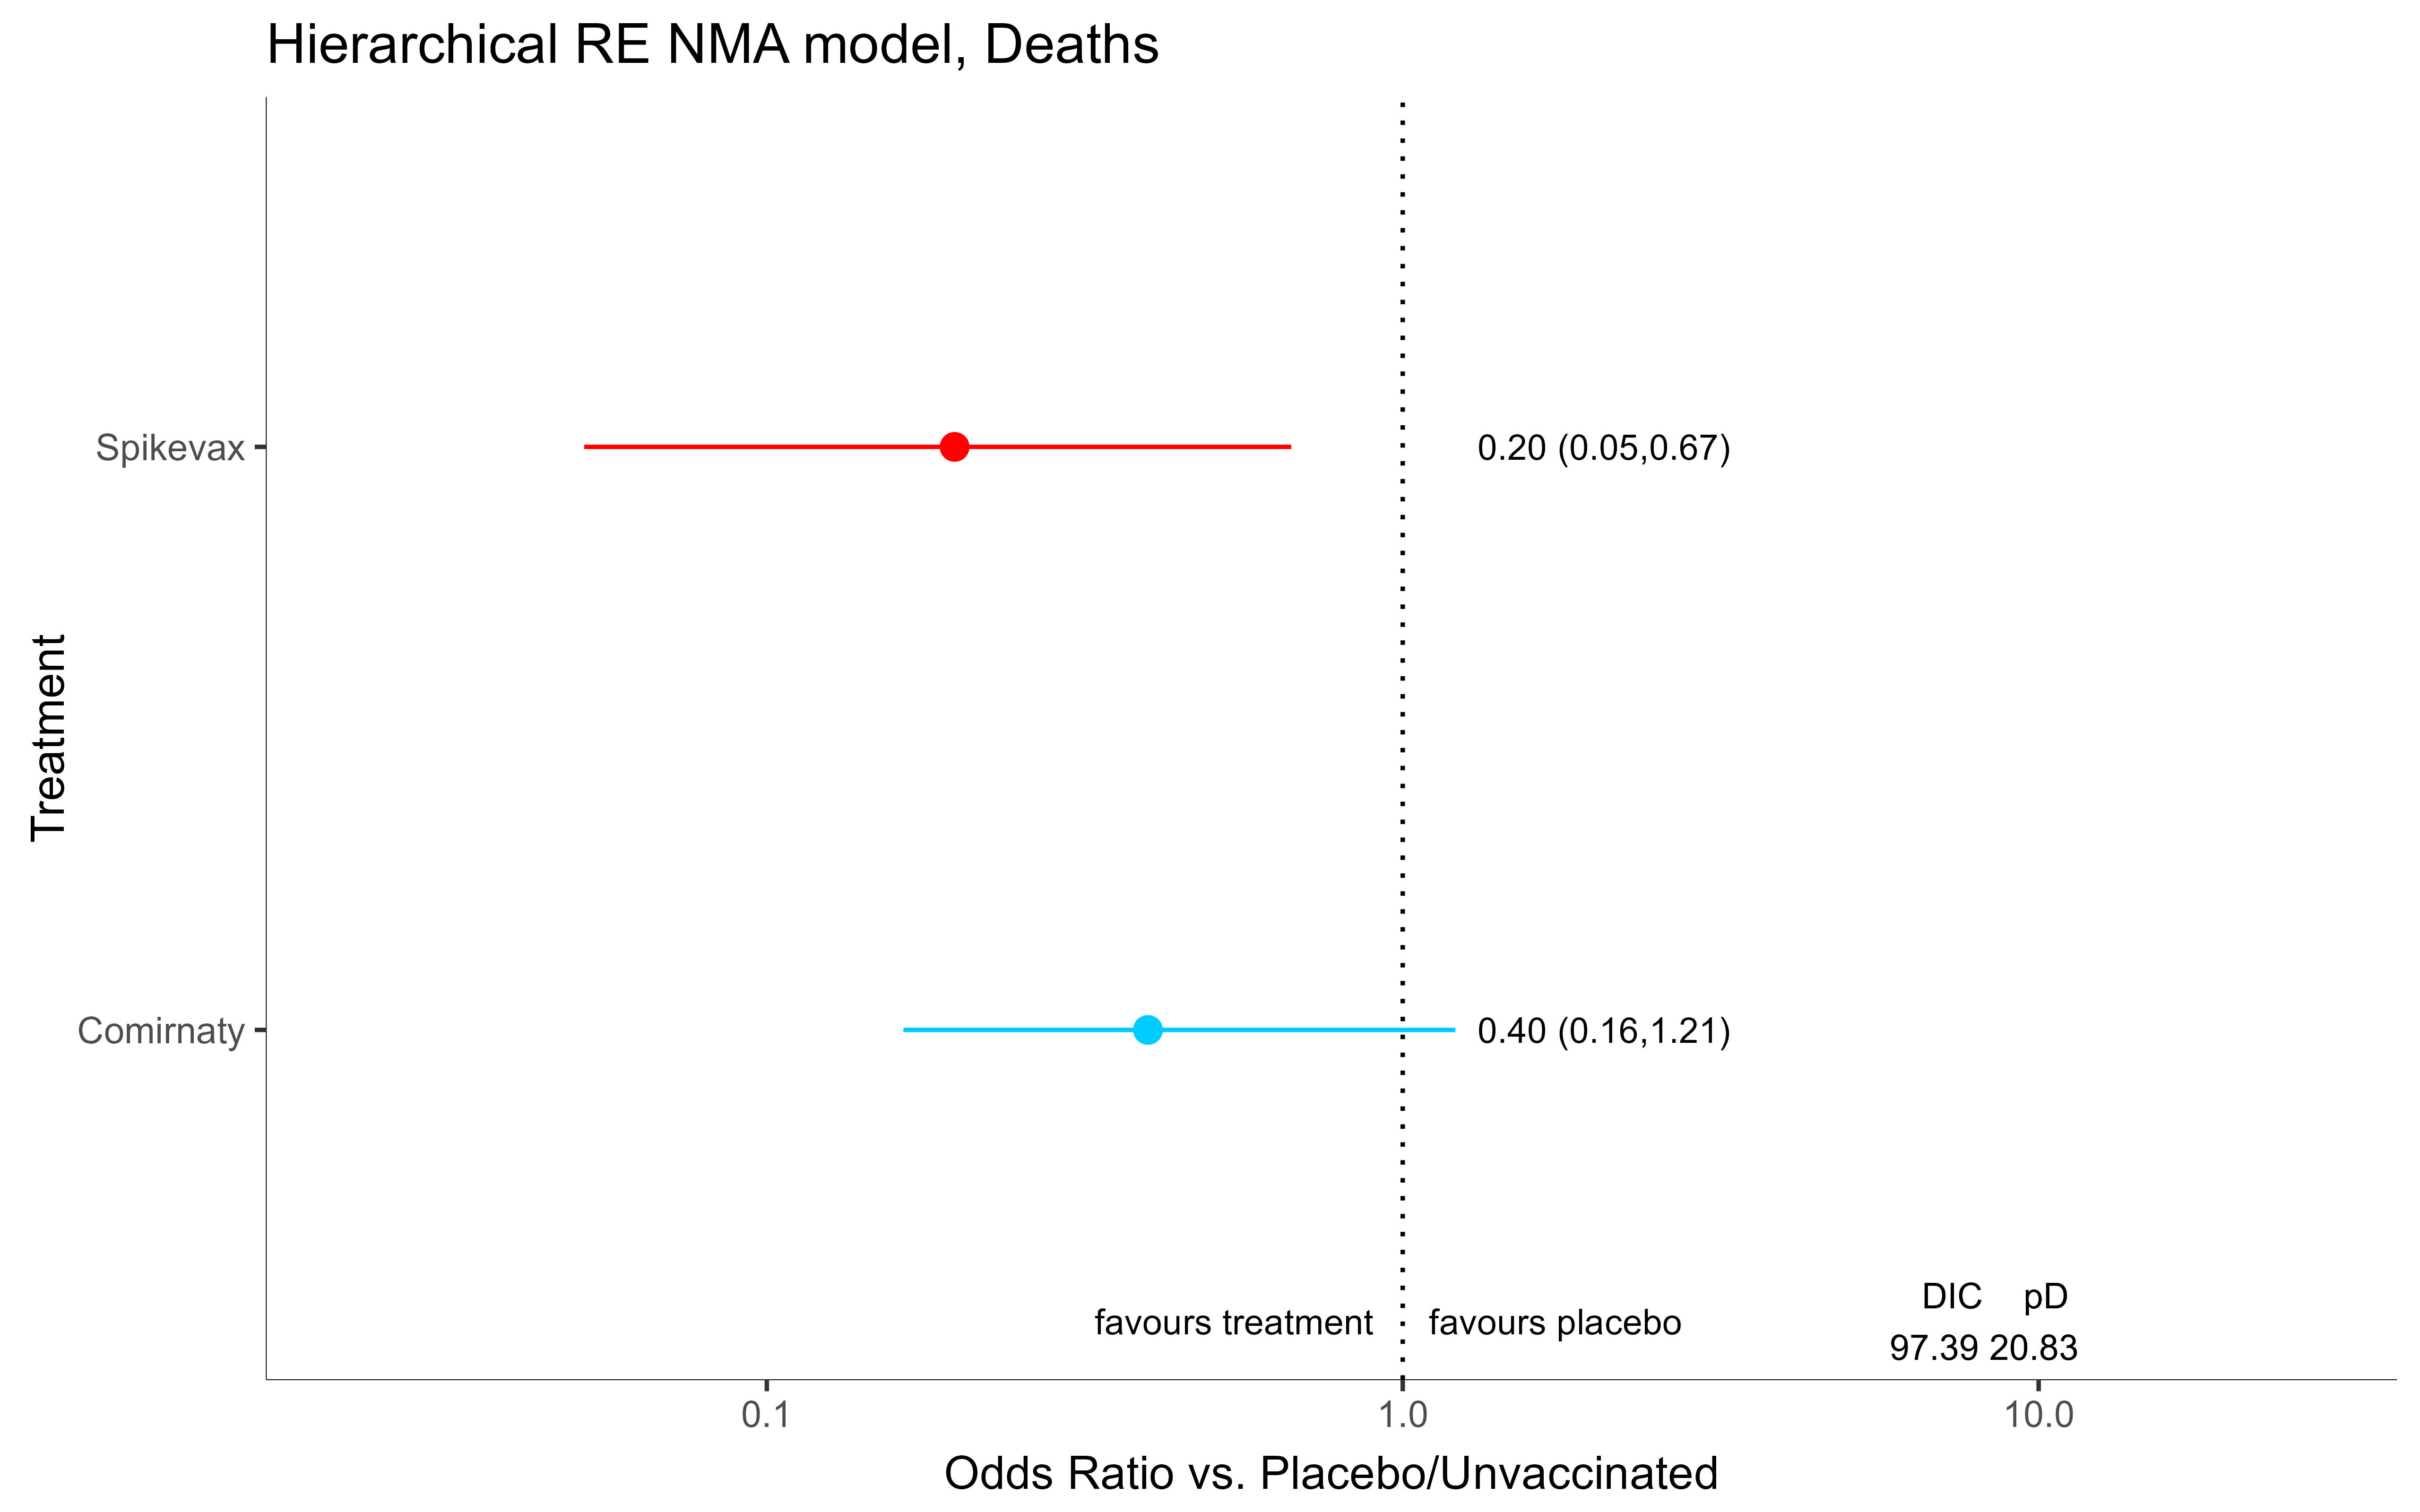 Hierarchical RE NMA model, Deaths
Treatment
Spikevax
0.20 (0.05,0.67)
Comirnaty
0.40 (0.16,1.21)
favours treatment
favours placebo
DIC pD
97.39 20.83
0.1
1.0
10.0
Odds Ratio vs. Placebo/Unvaccinated